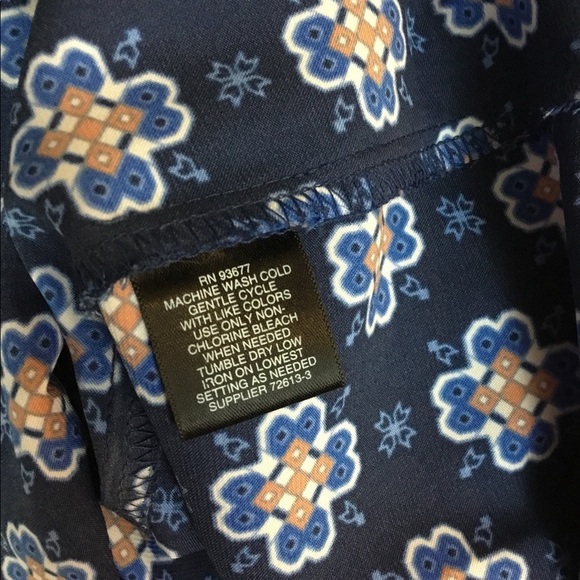 RN 93677
MACHINE WASH COLD
GENTLE CYCLE
WITH LIKE COLORS
USE ONLY NON-
CHLORINE BLEACH
WHEN NEEDED
TUMBLE DRY LOW
IRON ON LOWEST
SETTING AS NEEDED
SUPPLIER 72613-3